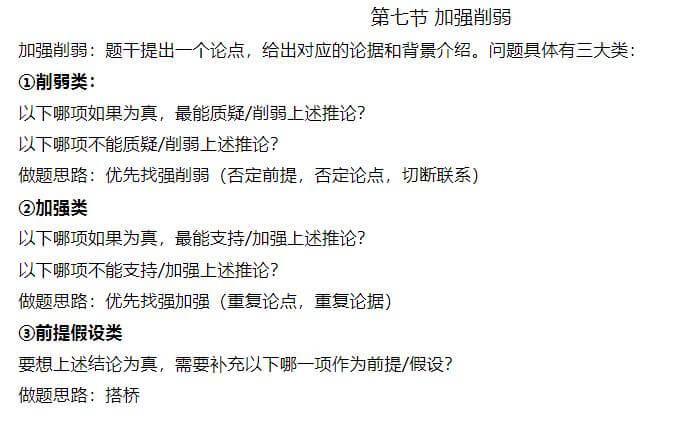 第七节 加强削弱
加强削弱：题干提出一个论点，给出对应的论据和背景介绍。问题具体有三大类：
①削弱类：
以下哪项如果为真，最能质疑/削弱上述推论？
以下哪项不能质疑/削弱上述推论？
做题思路：优先找强削弱（否定前提，否定论点，切断联系）
②加强类
以下哪项如果为真，最能支持/加强上述推论？
以下哪项不能支持/加强上述推论？
做题思路：优先找强加强（重复论点，重复论据）
③前提假设类
要想上述结论为真，需要补充以下哪一项作为前提/假设？
做题思路：搭桥